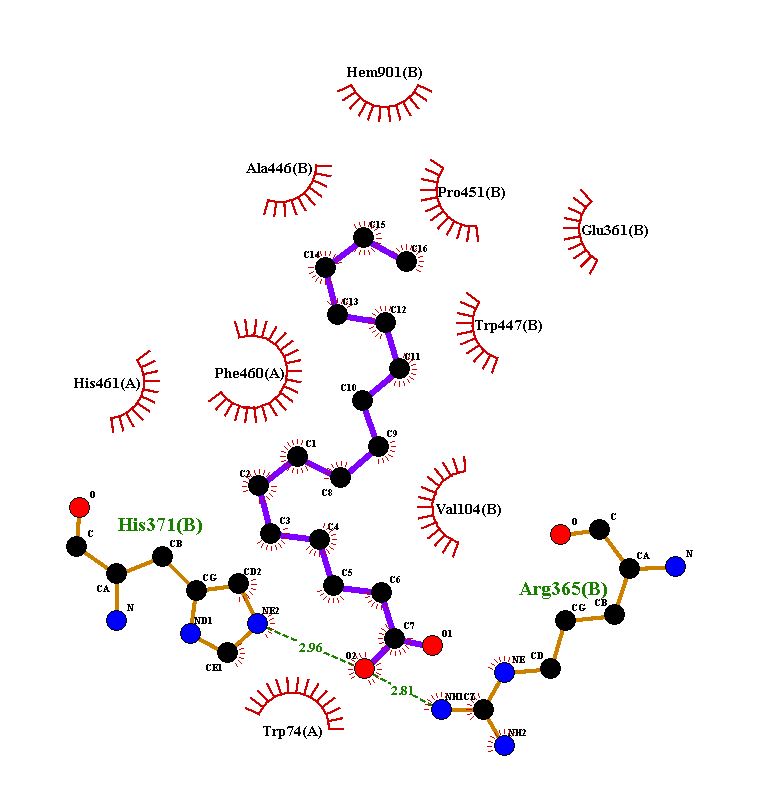 Hem901(B)
Ala446(B)
Pro451(B)
C15
Glu361(B)
C14
C16
C13
C12
Trp447(B)
C11
Phe460(A)
His461(A)
C10
C9
C1
C2
C8
O
Val104(B)
His371(B)
C3
C4
O
C
C
CB
CA
N
C5
C6
CA
CG
CD2
Arg365(B)
N
CG
CB
NE2
ND1
C7
O1
2.96
O2
CE1
CD
NE
2.81
NH1
CZ
Trp74(A)
NH2